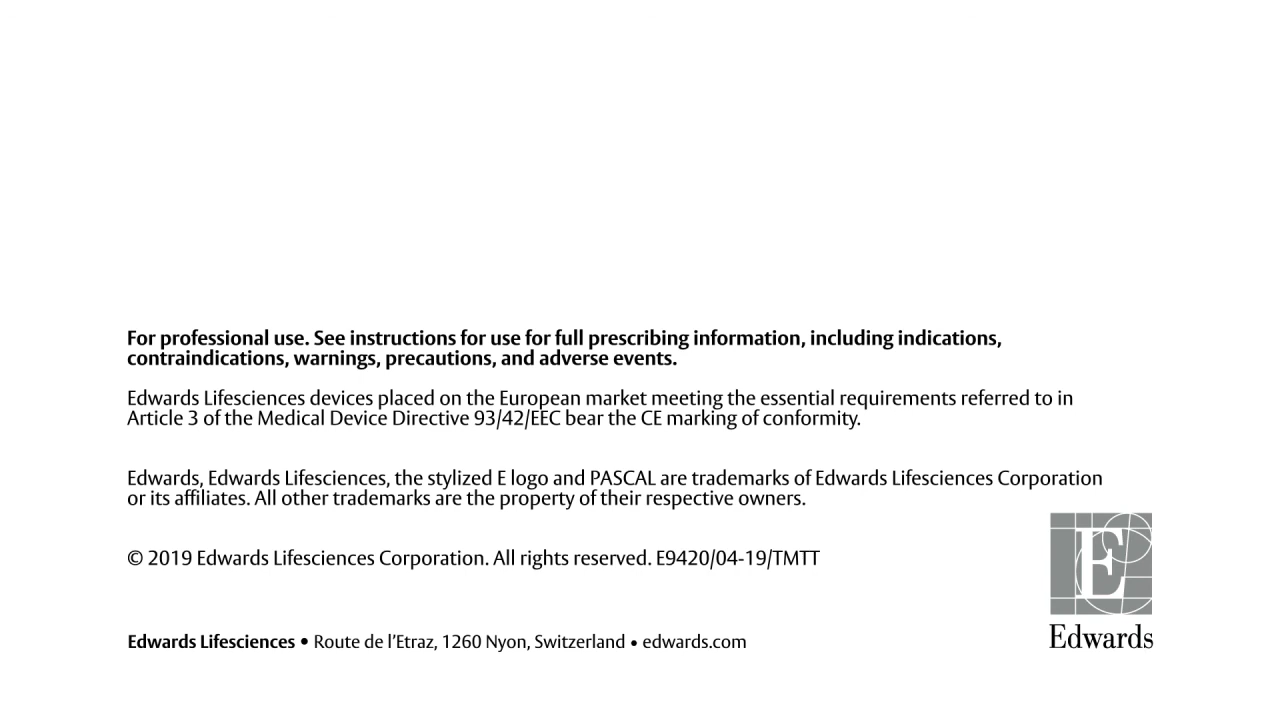 For professional use. See instructions for use for full prescribing information, including indications,
contraindications, warnings, precautions, and adverse events.
Edwards Lifesciences devices placed on the European market meeting the essential requirements referred to in
Article 3 of the Medical Device Directive 93/42/EEC bear the CE marking of conformity.
Edwards, Edwards Lifesciences, the stylized E logo and PASCAL are trademarks of Edwards Lifesciences Corporation
or its affiliates. All other trademarks are the property of their respective owners.
© 2019 Edwards Lifesciences Corporation. All rights reserved. E9420/04-19/TMTT
E
Edwards
Edwards Lifesciences • Route de l’Etraz, 1260 Nyon, Switzerland • edwards.com